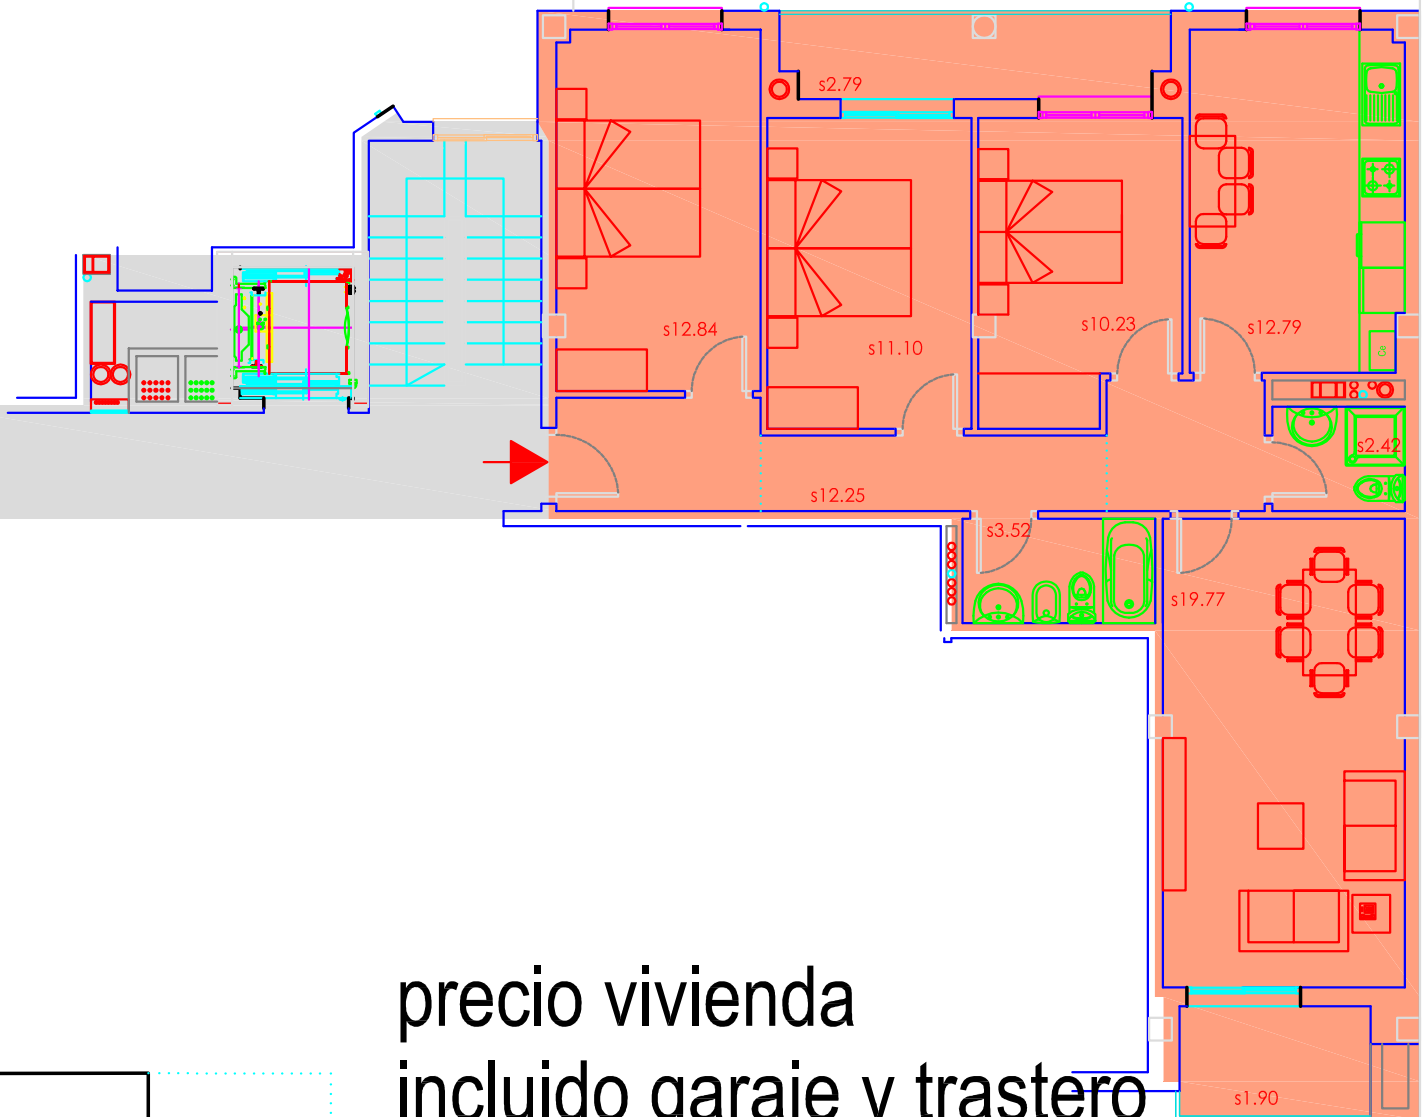 s2.79
s12.84
s11.10
s10.23
s12.79
s2.42
s12.25
s3.52
s19.77
precio vivienda
incluido garaje y trastero
s1.90